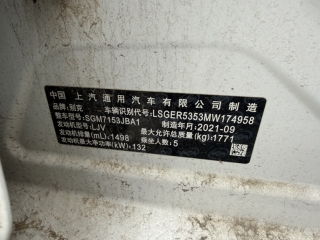 中国 上汽通用汽车有限公司 制造
品牌：别克 车辆识别代号：LSGER5353MW174958
整车型号：SGM7153JBA1 制造年月：2021-09
发动机型号：LJV 最大允许总质量(kg)：1771
发动机排量(mL)：1498 乘坐人数：5
发动机最大净功率(kW)：132